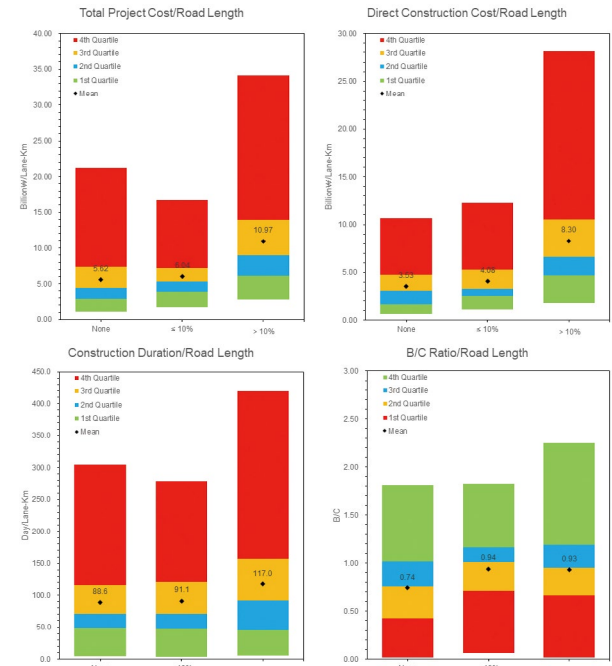 Total Project Cost/Road Length
40.00
35.00
30.00
25.00
20.00
15.00
10.00
5.00
0.00
Billion₩/Lane-Km
4th Quartile
3rd Quartile
2nd Quartile
1st Quartile
Mean
5.62
10.97
None
≤ 10%
> 10%
Direct Construction Cost/Road Length
30.00
25.00
20.00
15.00
10.00
5.00
0.00
Billion₩/Lane-Km
4th Quartile
3rd Quartile
2nd Quartile
1st Quartile
Mean
3.53
4.08
8.30
None
≤ 10%
> 10%
Construction Duration/Road Length
450.0
400.0
350.0
300.0
250.0
200.0
150.0
100.0
50.0
0.0
Day/Lane-Km
4th Quartile
3rd Quartile
2nd Quartile
1st Quartile
Mean
88.6
91.1
117.0
B/C Ratio/Road Length
3.00
2.50
2.00
1.50
1.00
0.50
0.00
B/C
4th Quartile
3rd Quartile
2nd Quartile
1st Quartile
Mean
0.74
0.94
0.93